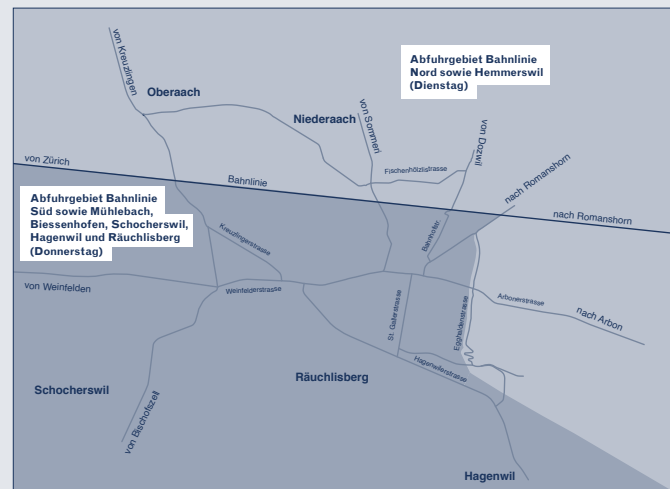 von Kreuzlingen
Oberaach
Abfuhrgebiet Bahnlinie
Nord sowie Hemmerswil
(Dienstag)
Niederaach
von Sommeri
von Dozwil
Fischenhölzlistrasse
von Zürich
Bahnlinie
nach Romanshorn
nach Romanshorn
Abfuhrgebiet Bahnlinie
Süd sowie Mühlebach,
Biessenhofen, Schocherswil,
Hagenwil und Räuchlisberg
(Donnerstag)
Kreuzlingerstrasse
Bahnhofstr.
von Weinfelden
Weinfelderstrasse
St. Gallerstrasse
Egghaldenstrasse
Arbonerstrasse
nach Arbon
Hagenwilerstrasse
Räuchlisberg
Schocherswil
von Bischofszell
Hagenwil